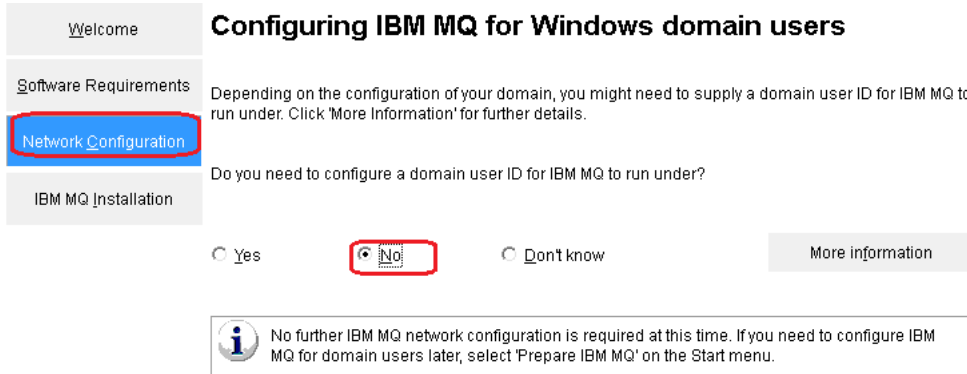 Welcome
Software Requirements
Network Configuration
IBM MQ Installation
Configuring IBM MQ for Windows domain users
Depending on the configuration of your domain, you might need to supply a domain user ID for IBM MQ to
run under. Click 'More Information' for further details.
Do you need to configure a domain user ID for IBM MQ to run under?
Yes No Don't know More information
No further IBM MQ network configuration is required at this time. If you need to configure IBM
MQ for domain users later, select 'Prepare IBM MQ' on the Start menu.